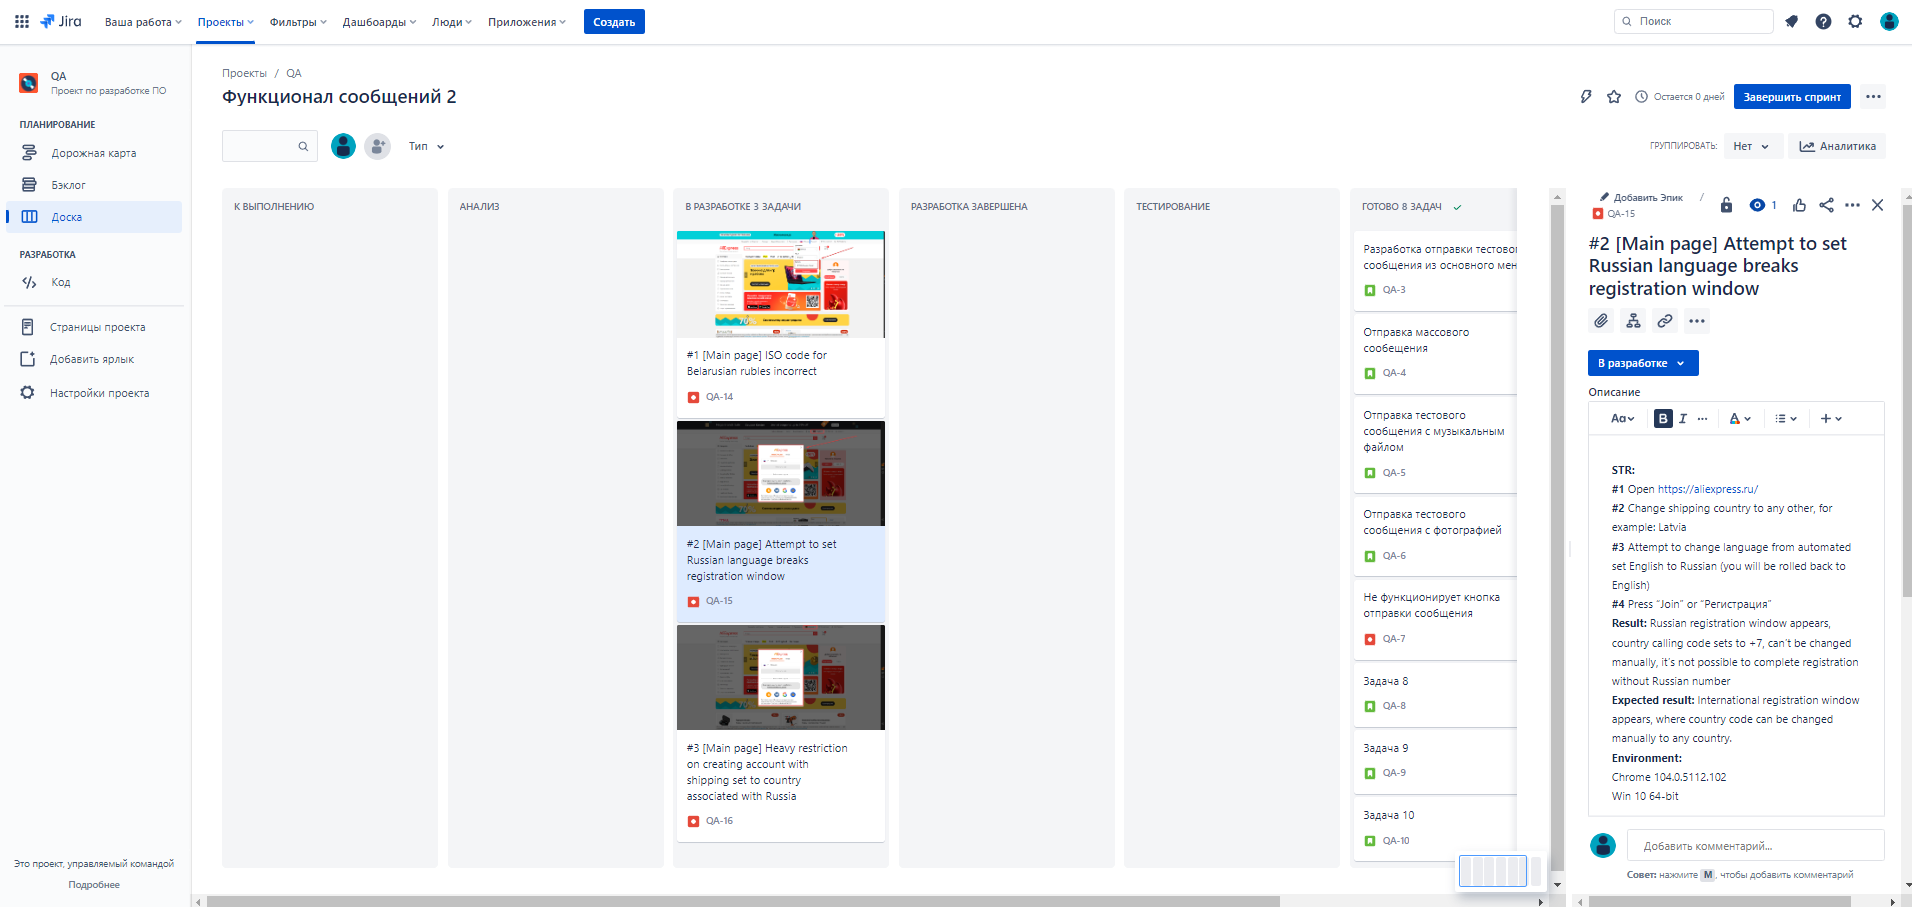 Jira
Ваша работа
Проекты
Фильтры
Дашборды
Люди
Приложения
Создать
Поиск
QA
Проект по разработке ПО
ПЛАНИРОВАНИЕ
Дорожная карта
Бэклог
Доска
РАЗРАБОТКА
Код
Страницы проекта
Добавить ярлык
Настройки проекта
Это проект, управляемый командой
Подробнее
Проекты / QA
Функционал сообщений 2
Остается 0 дней
Завершить спринт
Тип
ГРУППИРОВАТЬ:
Нет
Аналитика
К ВЫПОЛНЕНИЮ
АНАЛИЗ
В РАЗРАБОТКЕ 3 ЗАДАЧИ
#1 [Main page] ISO code for
Belarusian rubles incorrect
QA-14
#2 [Main page] Attempt to set
Russian language breaks
registration window
QA-15
#3 [Main page] Heavy restriction
on creating account with
shipping set to country
associated with Russia
QA-16
РАЗРАБОТКА ЗАВЕРШЕНА
ТЕСТИРОВАНИЕ
ГОТОВО 8 ЗАДАЧ
Разработка отправки тестовог
сообщения из основного мен
QA-3
Отправка массового
сообещения
QA-4
Отправка тестового
сообщения с музыкальным
файлом
QA-5
Отправка тестового
сообщения с фотографией
QA-6
Не функционирует кнопка
отправки сообщения
QA-7
Задача 8
QA-8
Задача 9
QA-9
Задача 10
QA-10
Добавить Эпик /
QA-15
1
#2 [Main page] Attempt to set
Russian language breaks
registration window
В разработке
Описание
Aa B I A
STR:
#1 Open https://aliexpress.ru/
#2 Change shipping country to any other, for
example: Latvia
#3 Attempt to change language from automated
set English to Russian (you will be rolled back to
English)
#4 Press “Join” or “Регистрация”
Result: Russian registration window appears,
country calling code sets to +7, can't be changed
manually, it's not possible to complete registration
without Russian number
Expected result: International registration window
appears, where country code can be changed
manually to any country.
Environment:
Chrome 104.0.5112.102
Win 10 64-bit
Добавить комментарий...
Совет: нажмите M, чтобы добавить комментарий